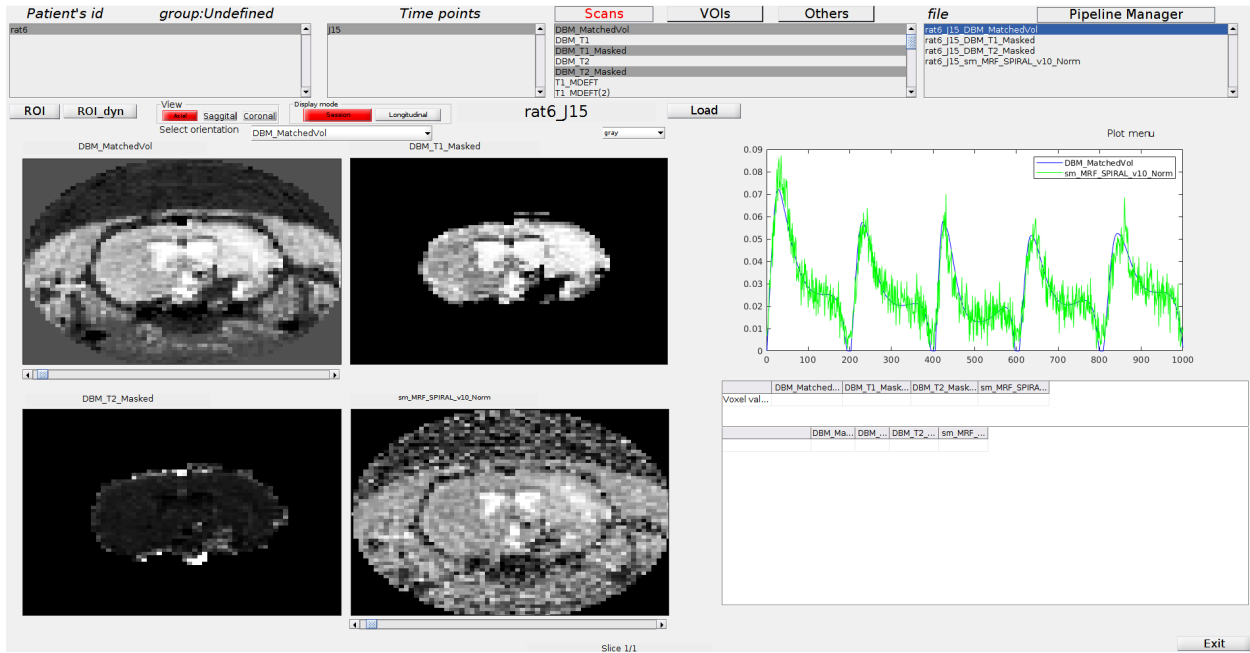 Patient's id group:Undefined Time points Scans VOIs Others file Pipeline Manager
rat6 J15 DBM_MatchedVol rat6_J15_DBM_MatchedVol
DBM_T1 rat6_J15_DBM_T1_Masked
DBM_T1_Masked rat6_J15_DBM_T2_Masked
DBM_T2 rat6_J15_sm_MRF_SPIRAL_v10_Norm
DBM_T2_Masked
T1_MDEFT
T1_MDEFT(2)
ROI ROI_dyn View Axial Saggital Coronal Display mode Session Longitudinal rat6_J15 Load
Select orientation DBM_MatchedVol gray Plot menu
DBM_MatchedVol DBM_T1_Masked
0.09
DBM_MatchedVol
sm_MRF_SPIRAL_v10_Norm
0.08
0.07
0.06
0.05
0.04
0.03
0.02
0.01
0
0 100 200 300 400 500 600 700 800 900 1000
DBM_Matched... DBM_T1_Mask... DBM_T2_Mask... sm_MRF_SPIRA...
Voxel val...
DBM_T2_Masked sm_MRF_SPIRAL_v10_Norm
DBM_Ma... DBM_... DBM_T2_... sm_MRF_...
Slice 1/1
Exit